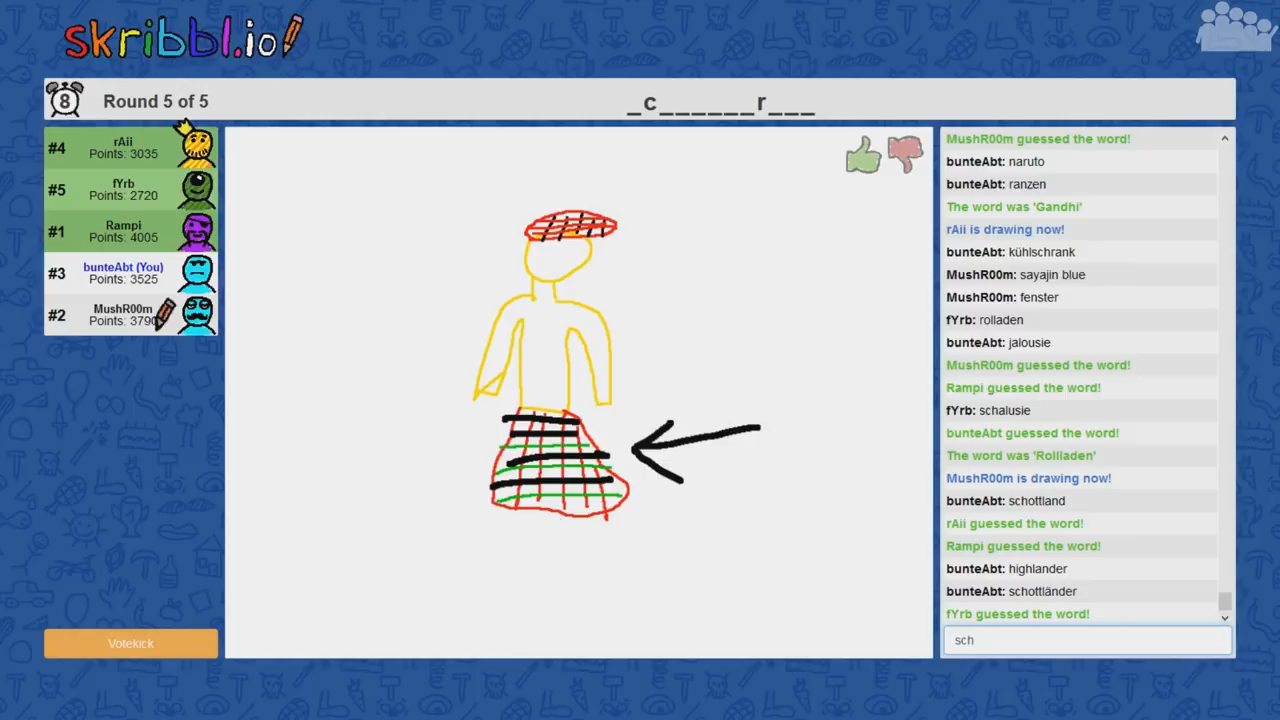 skribbl.io
8
Round 5 of 5
_c______r___
#4
rAii
Points: 3035
#5
fYrb
Points: 2720
#1
Rampi
Points: 4005
#3
bunteAbt (You)
Points: 3525
#2
MushR00m
Points: 3790
Votekick
MushR00m guessed the word!
bunteAbt: naruto
bunteAbt: ranzen
The word was 'Gandhi'
rAii is drawing now!
bunteAbt: kühlschrank
MushR00m: sayajin blue
MushR00m: fenster
fYrb: rolladen
bunteAbt: jalousie
MushR00m guessed the word!
Rampi guessed the word!
fYrb: schalusie
bunteAbt guessed the word!
The word was 'Rollladen'
MushR00m is drawing now!
bunteAbt: schottland
rAii guessed the word!
Rampi guessed the word!
bunteAbt: highlander
bunteAbt: schottländer
fYrb guessed the word!
sch